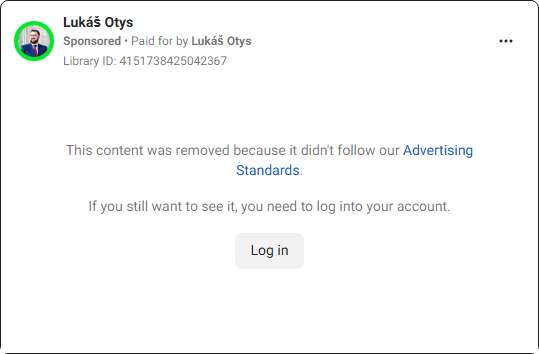 Lukáš Otys
Sponsored • Paid for by Lukáš Otys
Library ID: 4151738425042367
This content was removed because it didn't follow our Advertising
Standards.
If you still want to see it, you need to log into your account.
Log in